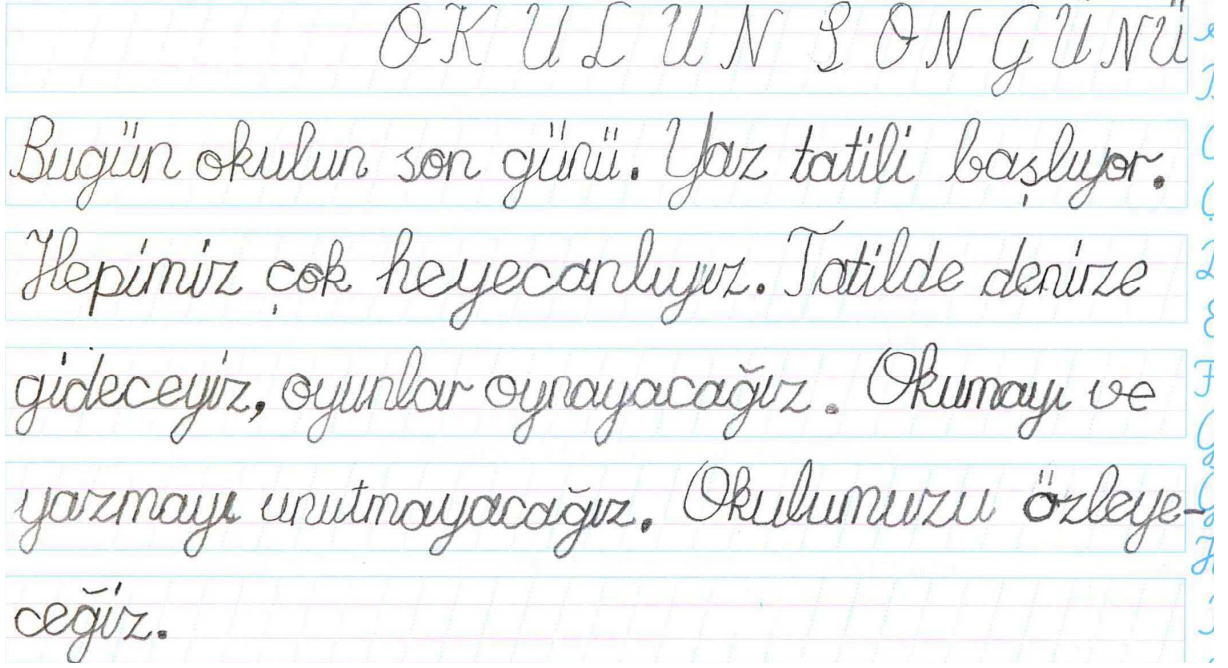 OKULUN SON GÜNÜ
Bugün okulun son günü. Yaz tatili başlıyor.
Hepimiz çok heyecanlıyız. Tatilde denize
gideceyiz, oyunlar oynayacağız. Okumayı ve
yazmayı unutmayacağız. Okulumuzu özleye-
ceğiz.